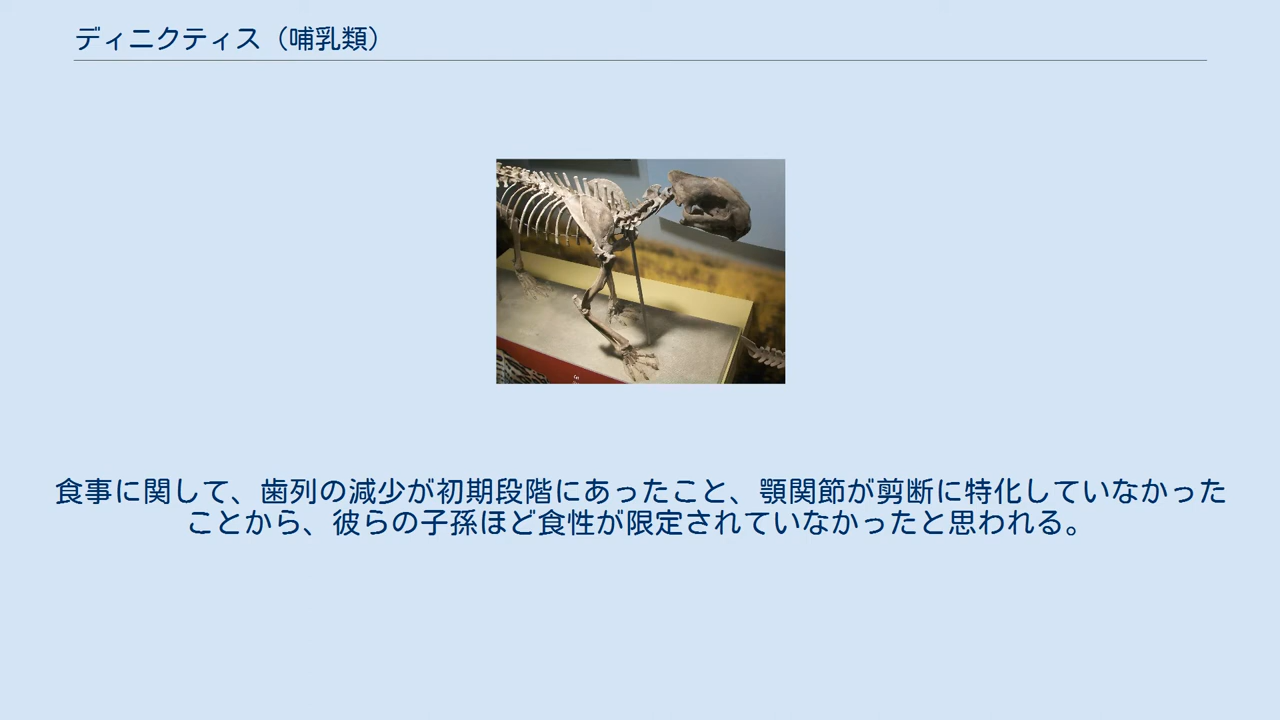 ディニクティス（哺乳類）
食事に関して、歯列の減少が初期段階にあったこと、顎関節が剪断に特化していなかった
ことから、彼らの子孫ほど食性が限定されていなかったと思われる。